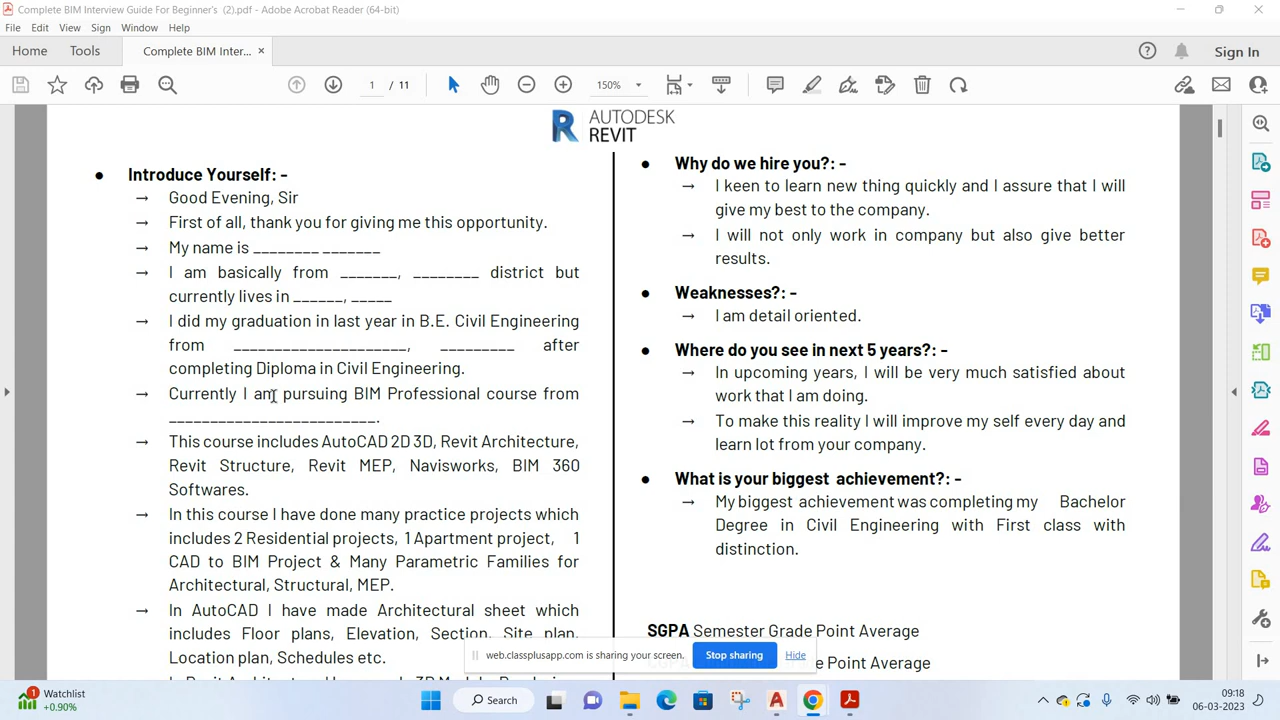 Complete BIM Interview Guide For Beginner's (2).pdf - Adobe Acrobat Reader (64-bit)
File Edit View Sign Window Help
Home Tools Complete BIM Inter... × Sign In
1 / 11 150%
AUTODESK
REVIT
● Introduce Yourself: -
→ Good Evening, Sir
→ First of all, thank you for giving me this opportunity.
→ My name is ________ _______
→ I am basically from _______, ________ district but
currently lives in ______, _____
→ I did my graduation in last year in B.E. Civil Engineering
from _____________________, _________ after
completing Diploma in Civil Engineering.
→ Currently I am pursuing BIM Professional course from
_________________________.
→ This course includes AutoCAD 2D 3D, Revit Architecture,
Revit Structure, Revit MEP, Navisworks, BIM 360
Softwares.
→ In this course I have done many practice projects which
includes 2 Residential projects, 1 Apartment project, 1
CAD to BIM Project & Many Parametric Families for
Architectural, Structural, MEP.
→ In AutoCAD I have made Architectural sheet which
includes Floor plans, Elevation, Section, Site plan,
Location plan, Schedules etc.
● Why do we hire you?: -
→ I keen to learn new thing quickly and I assure that I will
give my best to the company.
→ I will not only work in company but also give better
results.
● Weaknesses?: -
→ I am detail oriented.
● Where do you see in next 5 years?: -
→ In upcoming years, I will be very much satisfied about
work that I am doing.
→ To make this reality I will improve my self every day and
learn lot from your company.
● What is your biggest achievement?: -
→ My biggest achievement was completing my Bachelor
Degree in Civil Engineering with First class with
distinction.
SGPA Semester Grade Point Average
e Point Average
web.classplusapp.com is sharing your screen. Stop sharing Hide
1 Watchlist
+0.90%
Search
09:18
06-03-2023